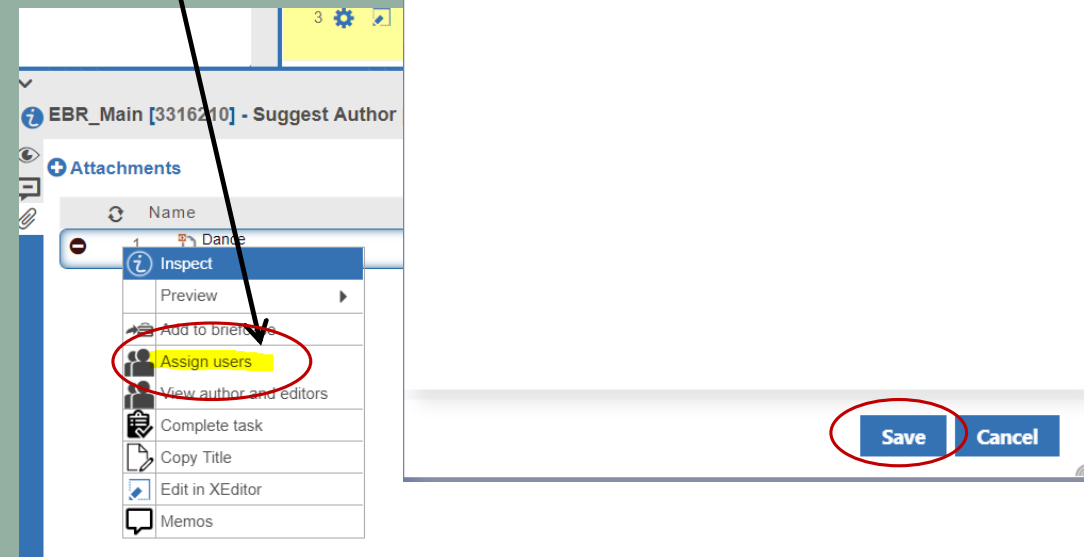 3
EBR_Main [3316210] - Suggest Author
Attachments
Name
1 Dance
Inspect
Preview
Add to briefcase
Assign users
View author and editors
Complete task
Copy Title
Edit in XEditor
Memos
Save Cancel